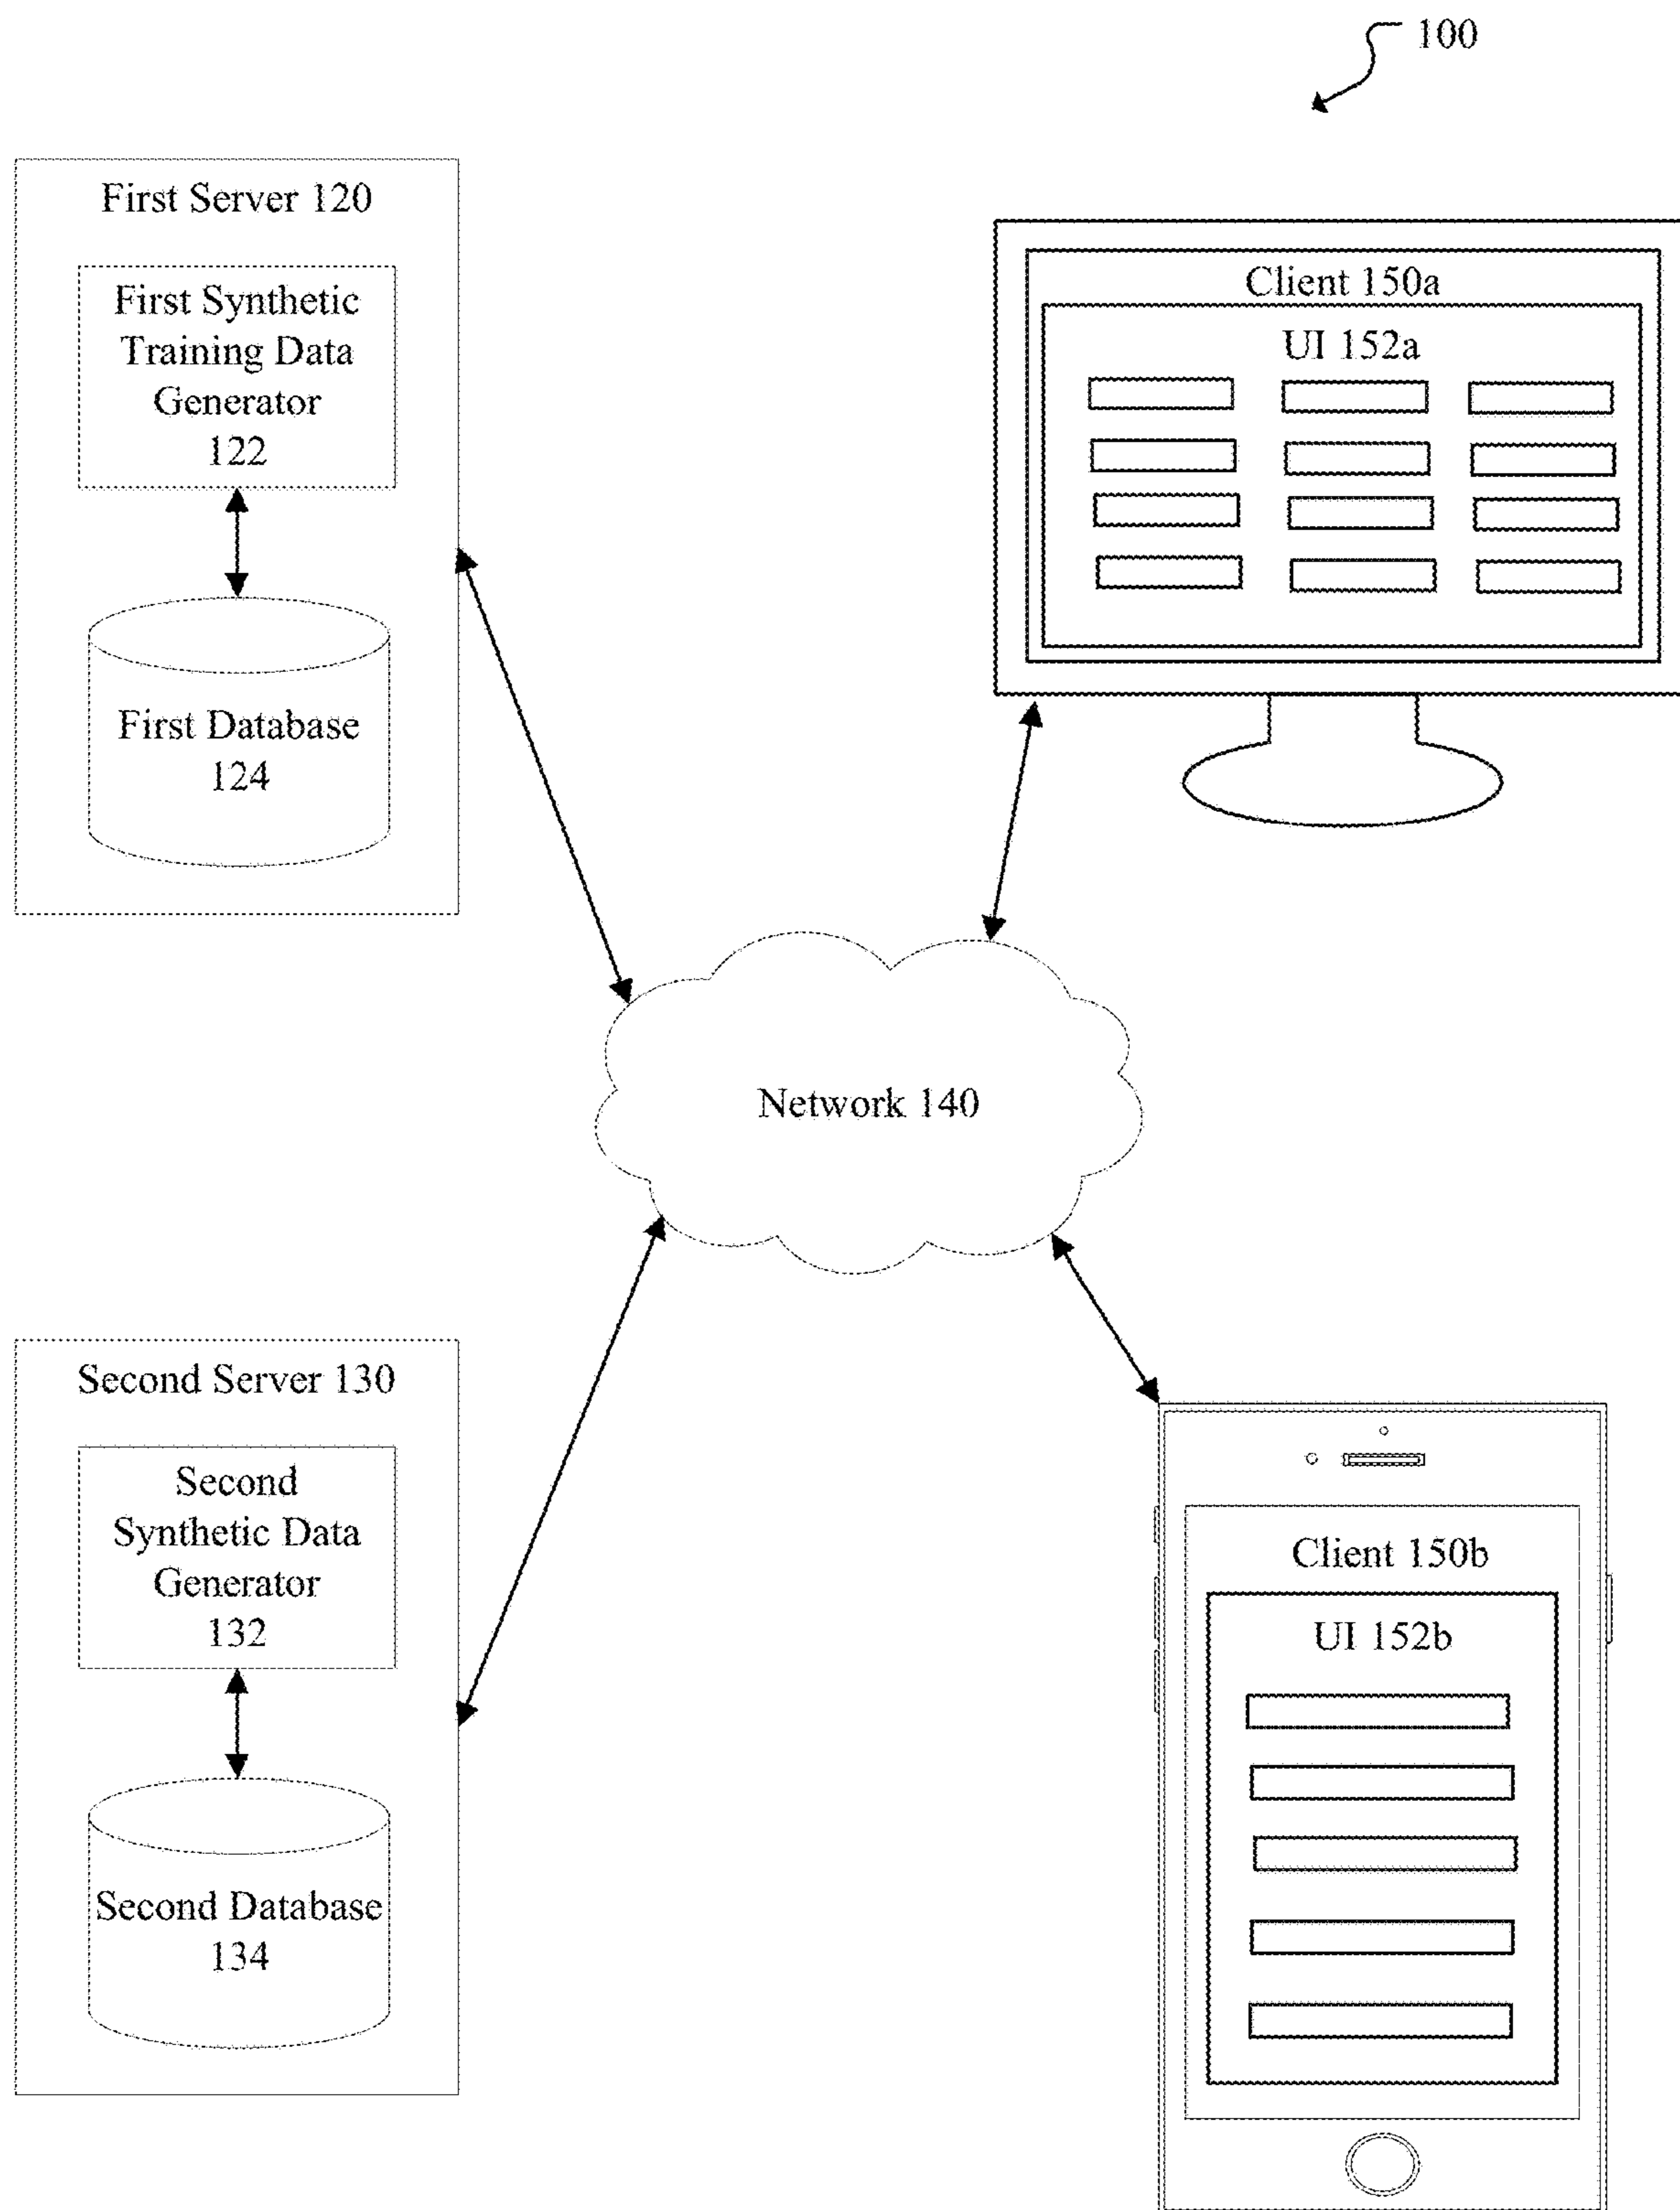 100
First Server 120
First Synthetic
Training Data
Generator
122
First Database
124
Client 150a
UI 152a
Network 140
Second Server 130
Second
Synthetic Data
Generator
132
Second Database
134
Client 150b
UI 152b